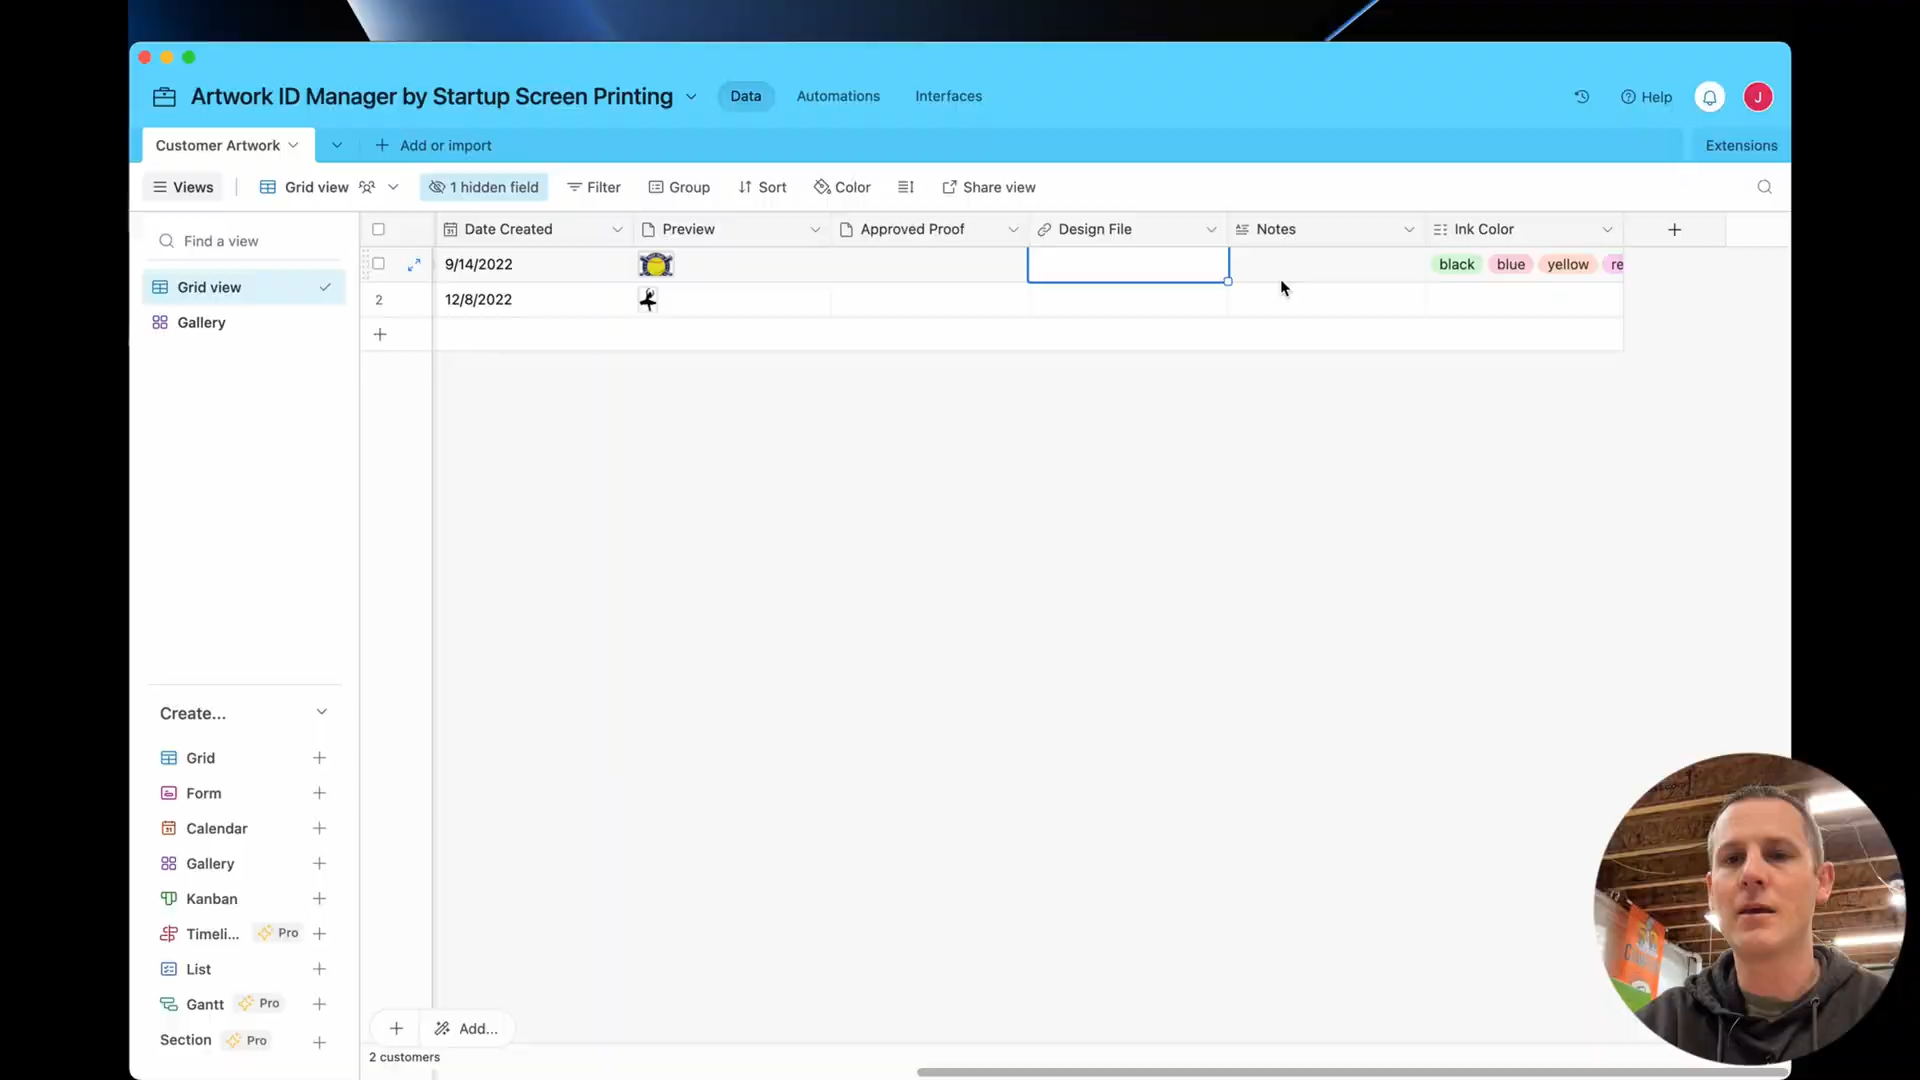 Artwork ID Manager by Startup Screen Printing
Data
Automations
Interfaces
Help
J
Customer Artwork
Add or import
Extensions
Views
Grid view
1 hidden field
Filter
Group
Sort
Color
Share view
Find a view
Grid view
Gallery
Date Created
Preview
Approved Proof
Design File
Notes
Ink Color
9/14/2022
black
blue
yellow
re
2
12/8/2022
Create...
Grid
Form
Calendar
Gallery
Kanban
Timeli...
Pro
List
Gantt
Pro
Section
Pro
Add...
2 customers